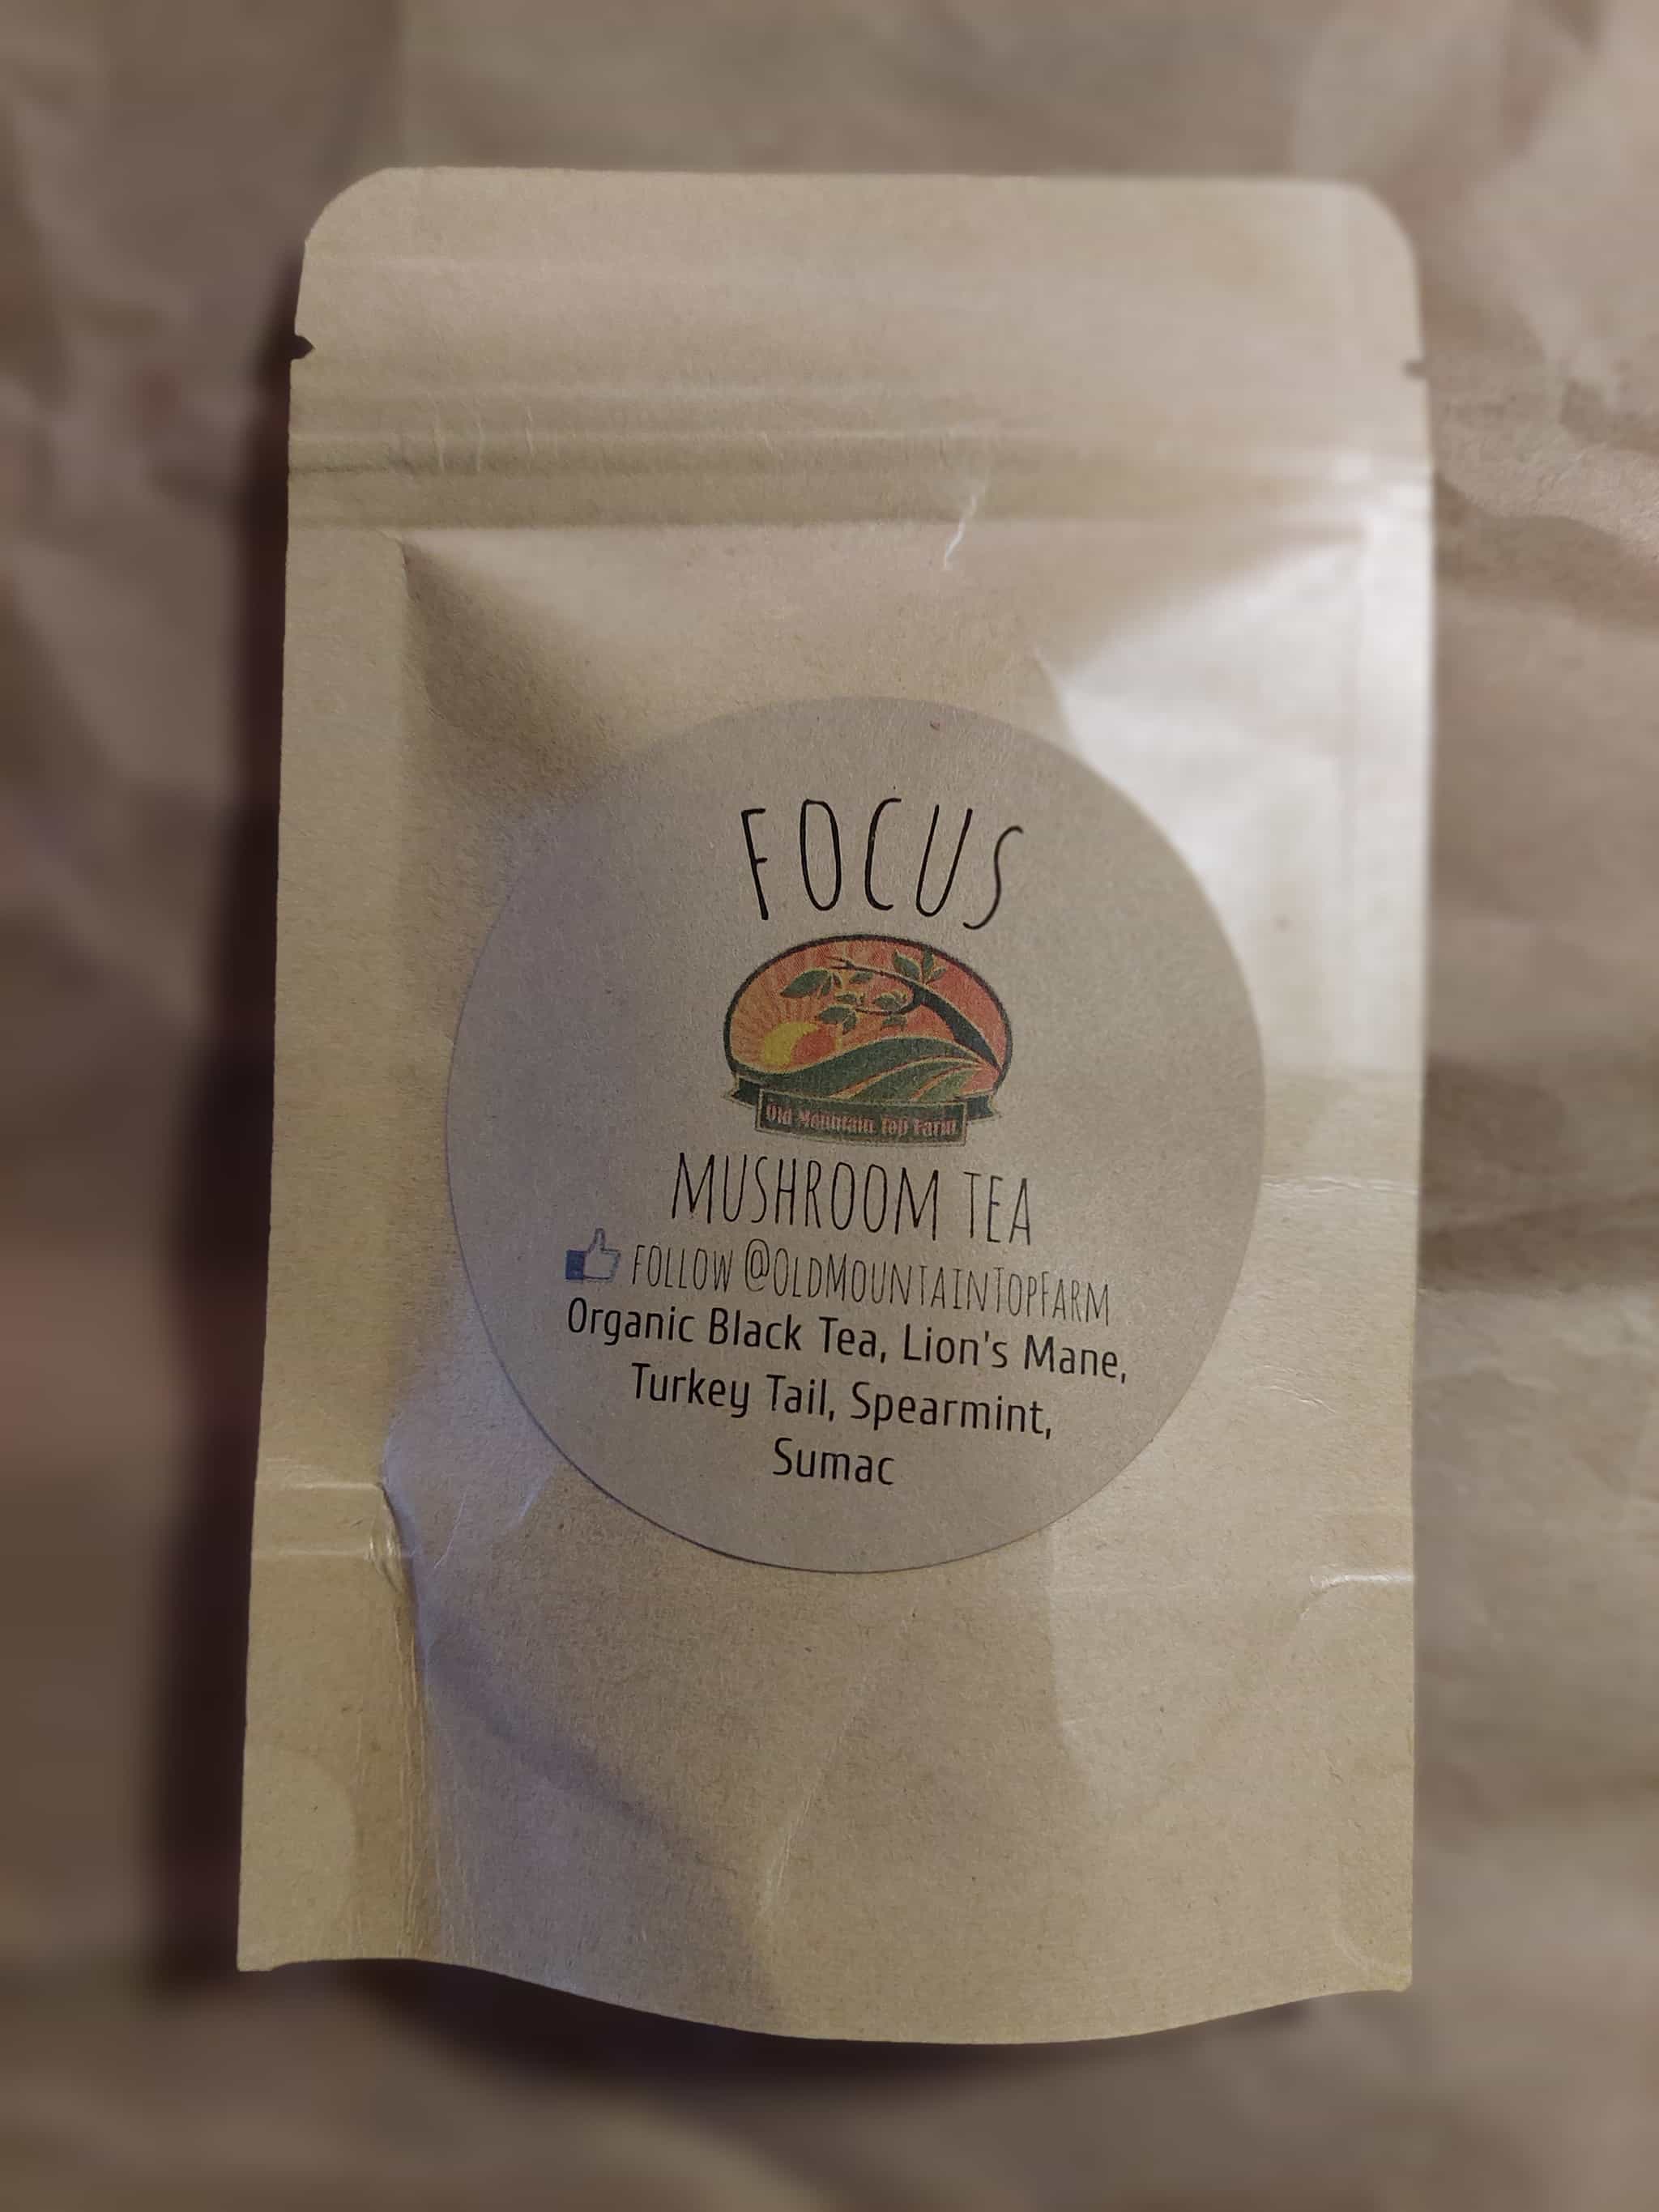 FOCUS
Old Mountain Top Farm
MUSHROOM TEA
FOLLOW @OLDMOUNTAINTOPFARM
Organic Black Tea, Lion's Mane,
Turkey Tail, Spearmint,
Sumac